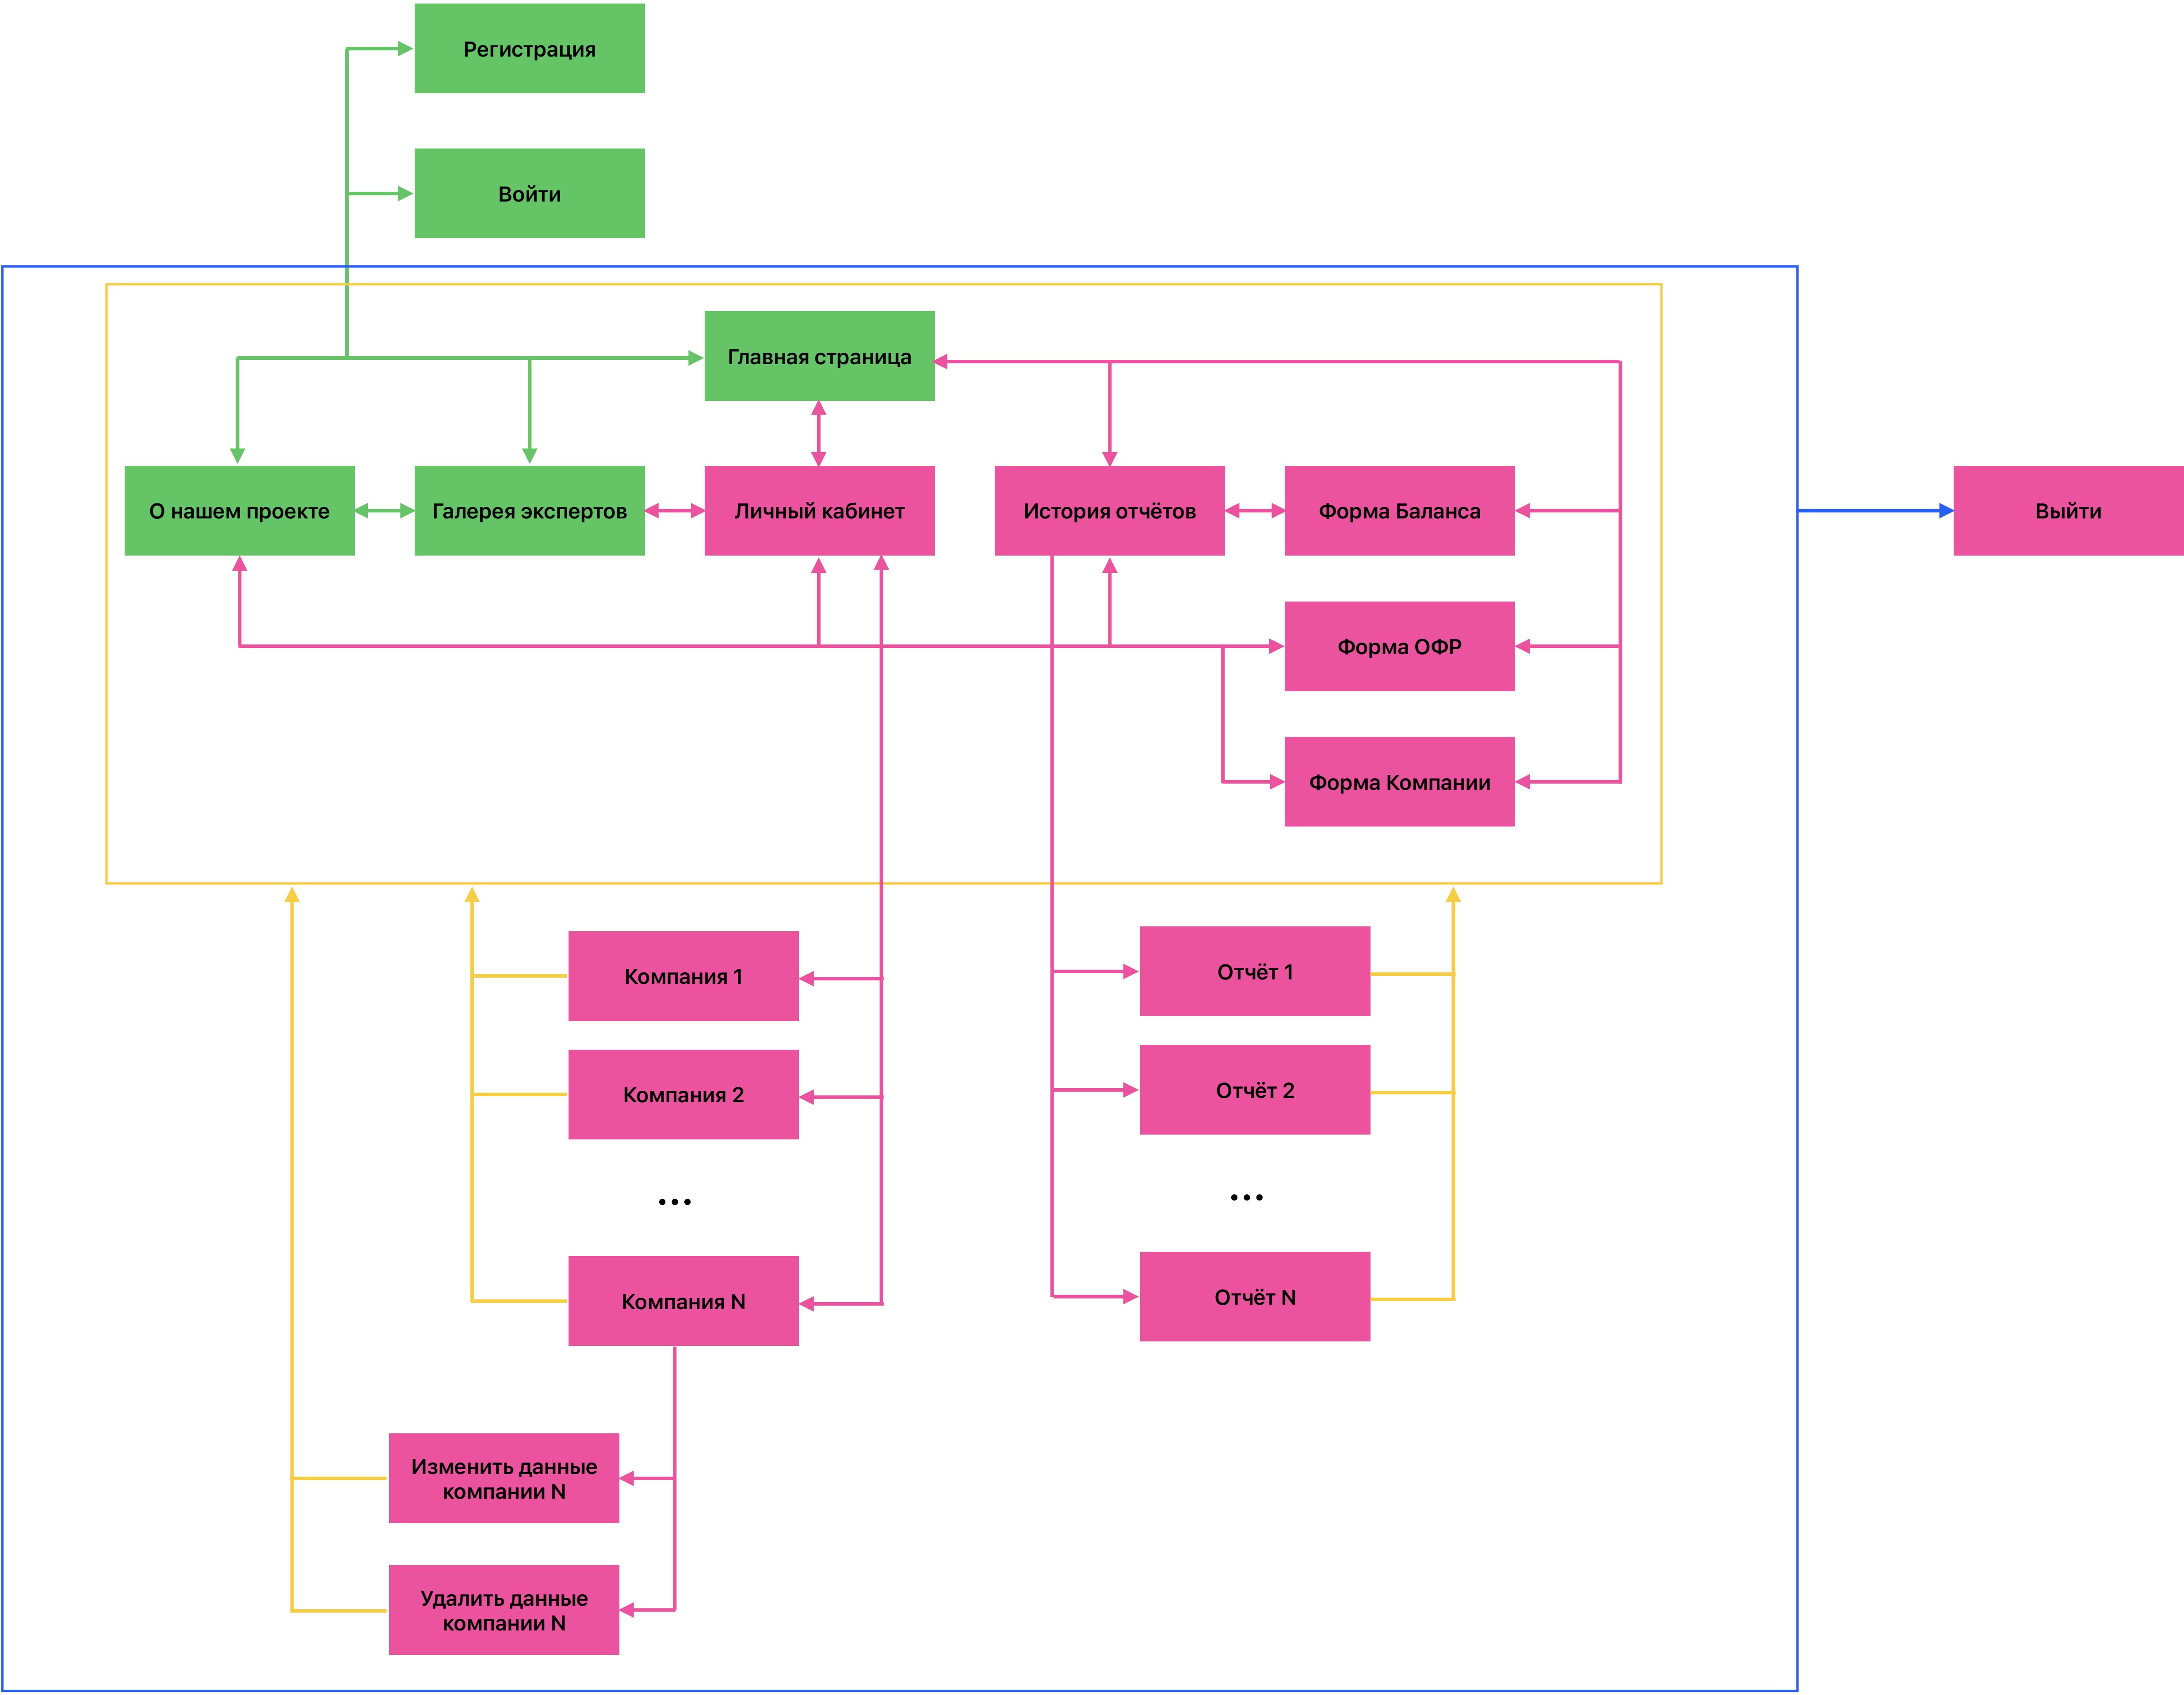 Регистрация
Войти
Главная страница
О нашем проекте
Галерея экспертов
Личный кабинет
История отчётов
Форма Баланса
Выйти
Форма ОФР
Форма Компании
Компания 1
Отчёт 1
Компания 2
Отчёт 2
...
...
Компания N
Отчёт N
Изменить данные
компании N
Удалить данные
компании N